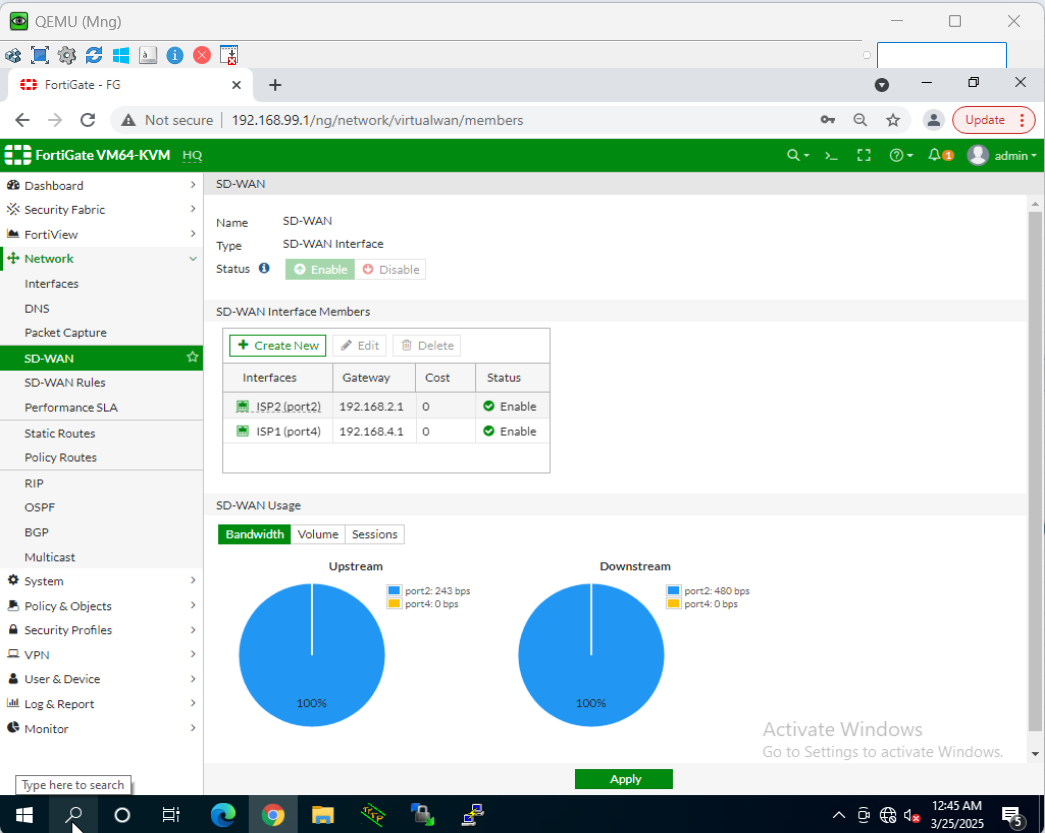 QEMU (Mng)
FortiGate - FG
Not secure | 192.168.99.1/ng/network/virtualwan/members
Update
FortiGate VM64-KVM HQ
1
admin
Dashboard
Security Fabric
FortiView
Network
Interfaces
DNS
Packet Capture
SD-WAN
SD-WAN Rules
Performance SLA
Static Routes
Policy Routes
RIP
OSPF
BGP
Multicast
System
Policy & Objects
Security Profiles
VPN
User & Device
Log & Report
Monitor
SD-WAN
Name SD-WAN
Type SD-WAN Interface
Status Enable Disable
SD-WAN Interface Members
Create New Edit Delete
Interfaces Gateway Cost Status
ISP2 (port2) 192.168.2.1 0 Enable
ISP1 (port4) 192.168.4.1 0 Enable
SD-WAN Usage
Bandwidth Volume Sessions
Upstream
port2: 243 bps
port4: 0 bps
100%
Downstream
port2: 480 bps
port4: 0 bps
100%
Activate Windows
Go to Settings to activate Windows.
Apply
Type here to search
12:45 AM
3/25/2025
5